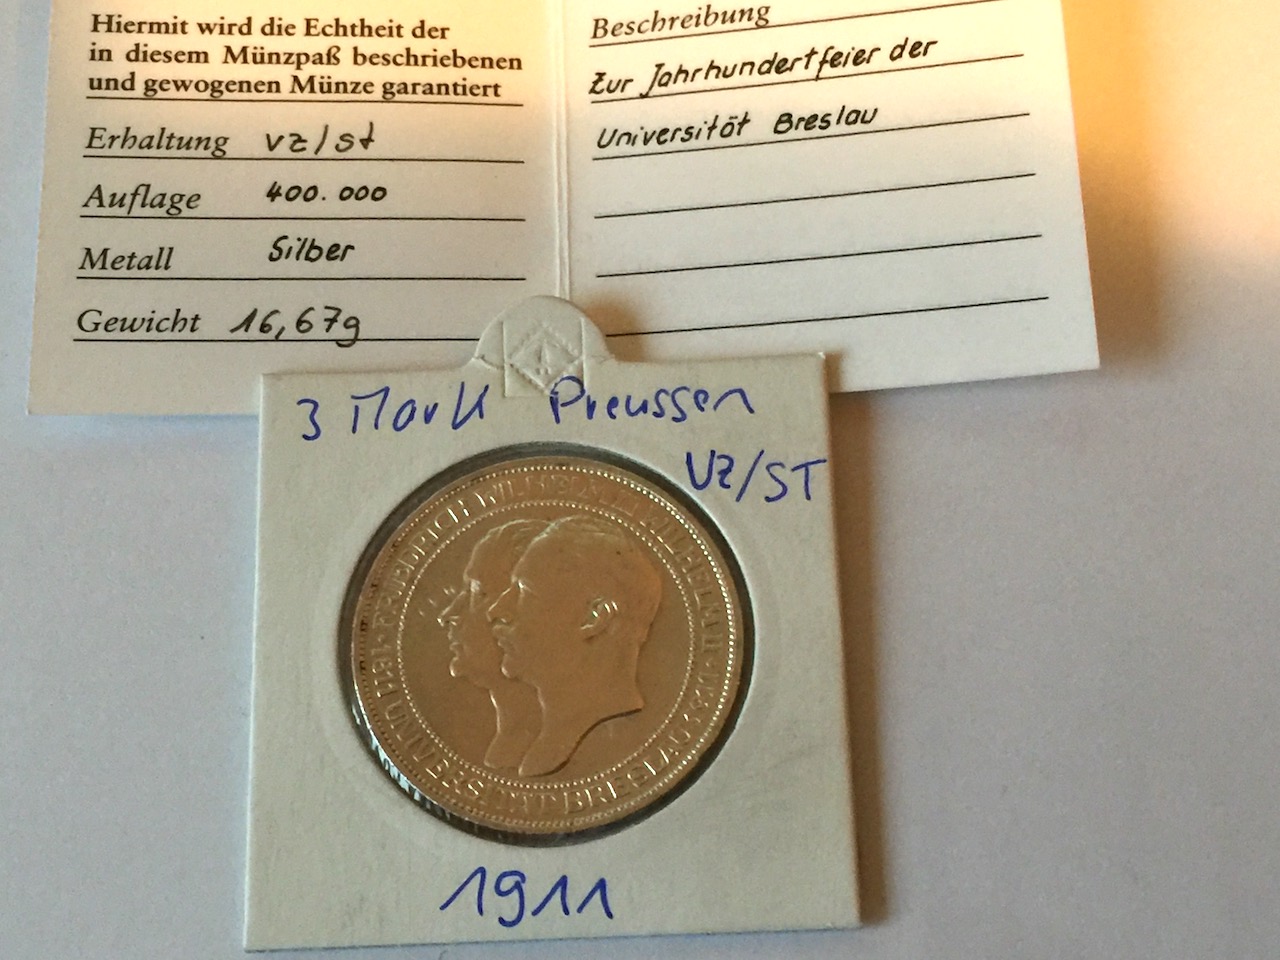 Hiermit wird die Echtheit der
in diesem Münzpaß beschriebenen
und gewogenen Münze garantiert
Erhaltung vz/st
Auflage 400.000
Metall Silber
Gewicht 16,67g
Beschreibung
Zur Jahrhundertfeier der
Universität Breslau
3 Mark Preussen
VZ/ST
FRIEDRICH WILHELM III WILHELM II
UNIVERSITÄT BRESLAU
1911